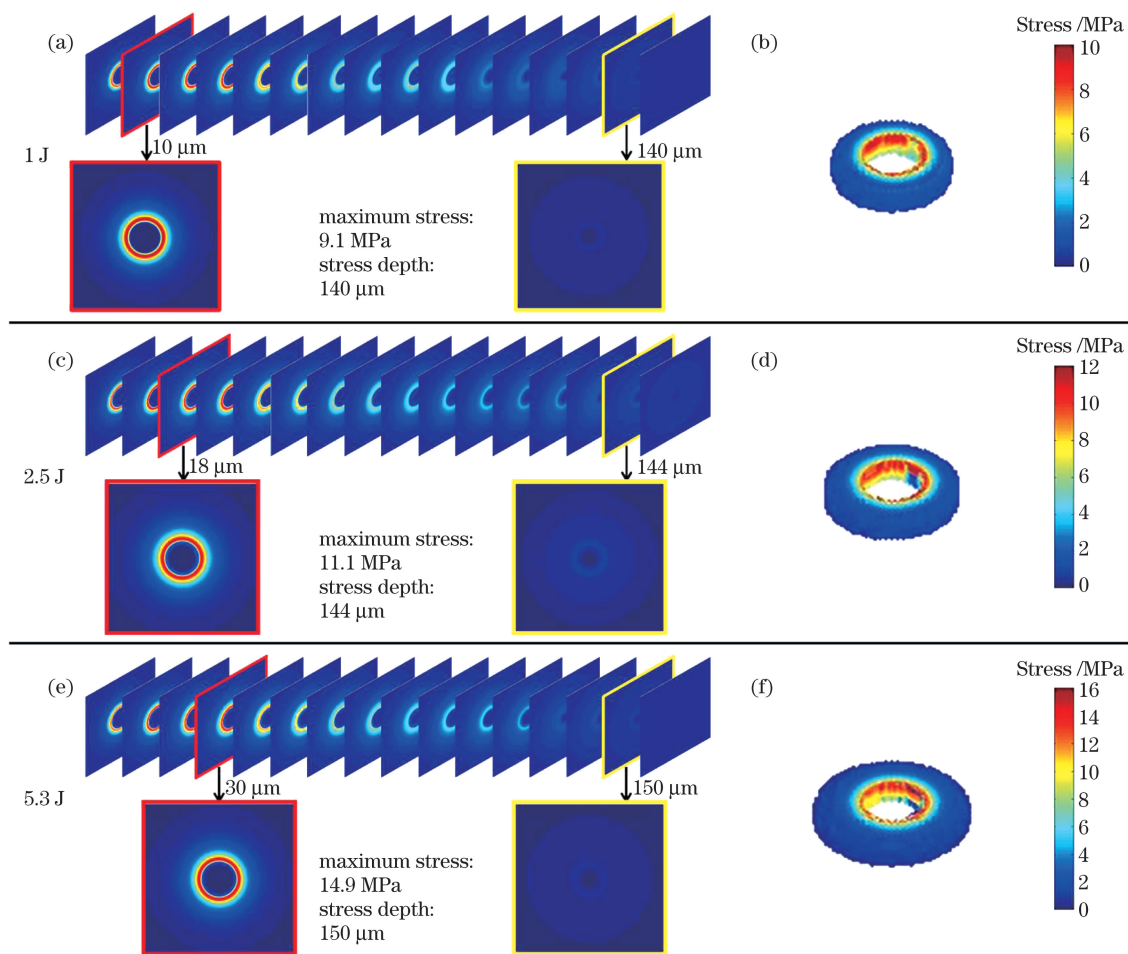 (a)
10 μm
140 μm
1 J
maximum stress:
9.1 MPa
stress depth:
140 μm
(b)
Stress /MPa
10
8
6
4
2
0
(c)
18 μm
144 μm
2.5 J
maximum stress:
11.1 MPa
stress depth:
144 μm
(d)
Stress /MPa
12
10
8
6
4
2
0
(e)
30 μm
150 μm
5.3 J
maximum stress:
14.9 MPa
stress depth:
150 μm
(f)
Stress /MPa
16
14
12
10
8
6
4
2
0